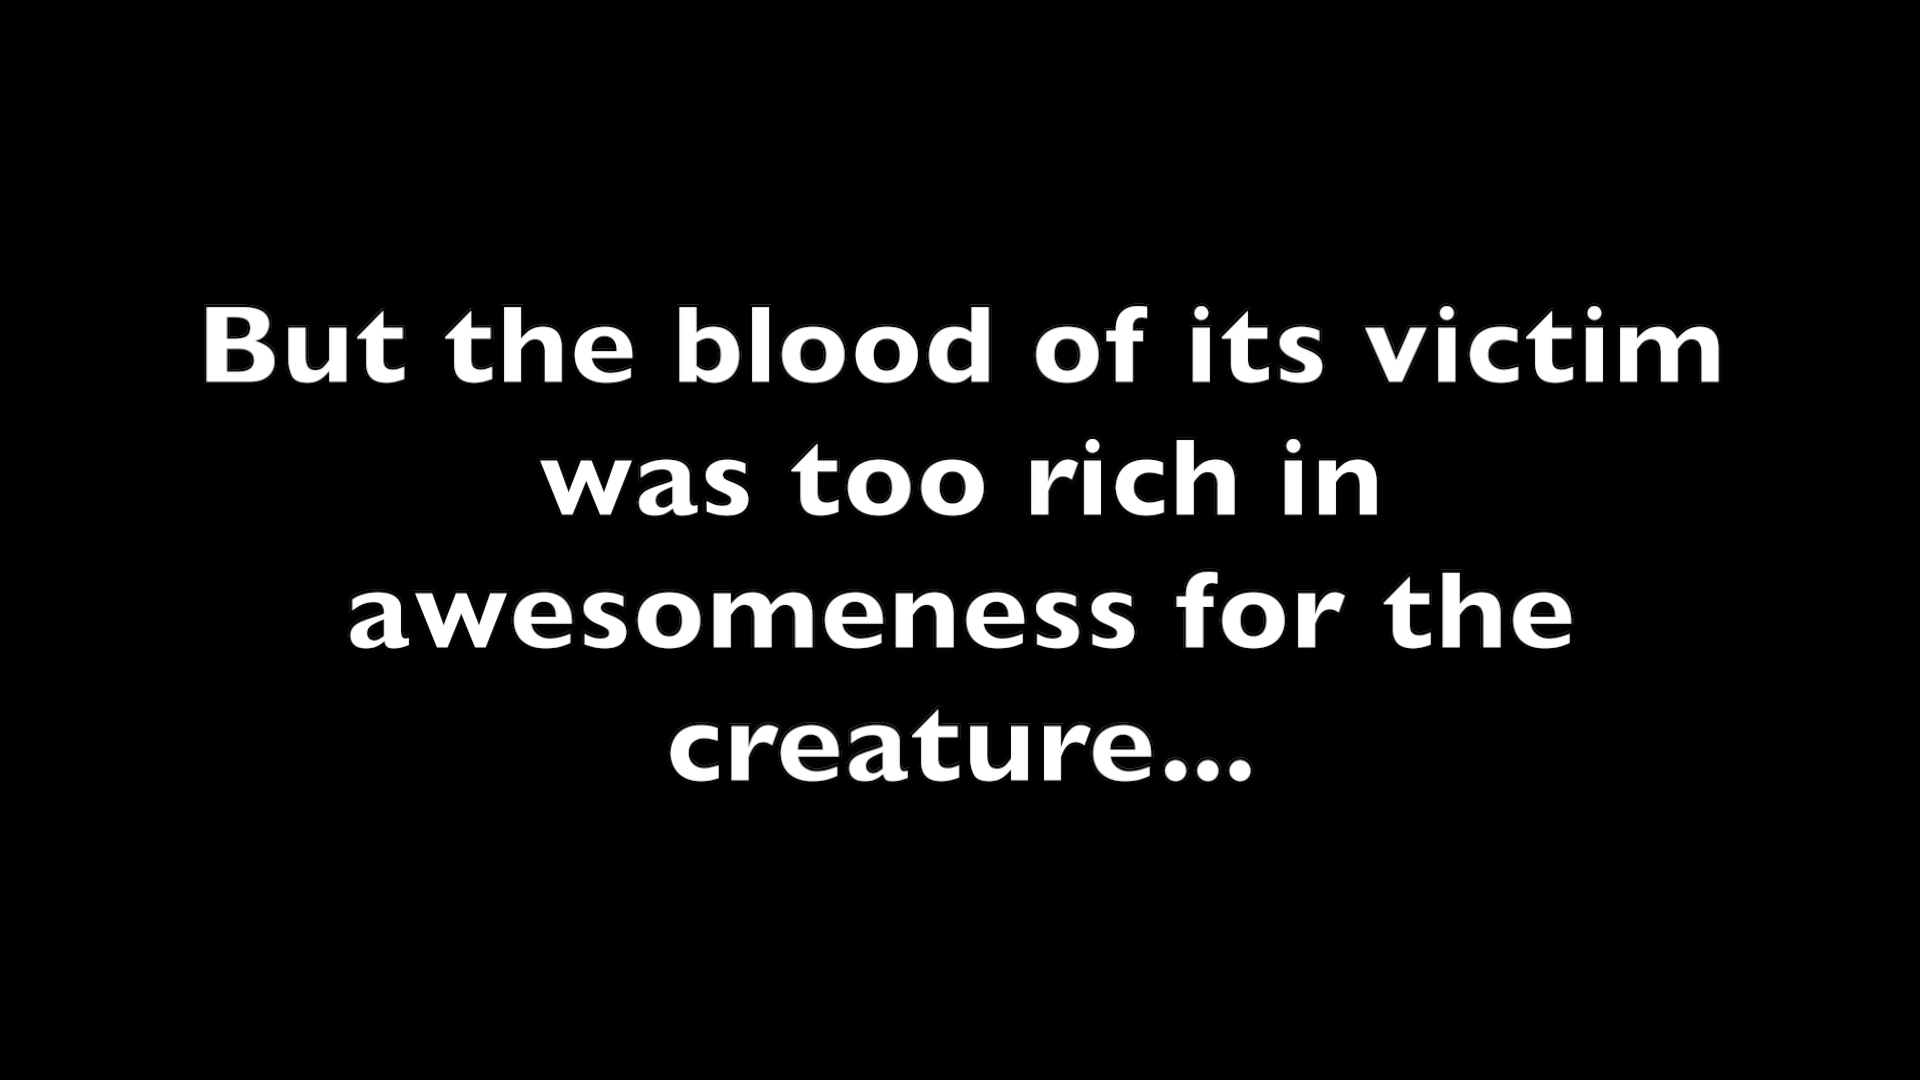 But the blood of its victim
was too rich in
awesomeness for the
creature...